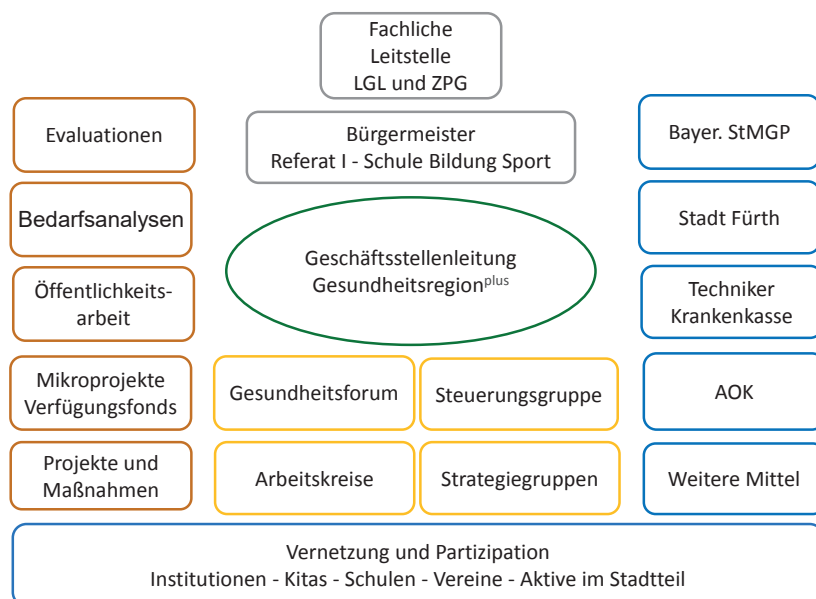 Fachliche
Leitstelle
LGL und ZPG
Bürgermeister
Referat I - Schule Bildung Sport
Evaluationen
Bedarfsanalysen
Öffentlichkeits-
arbeit
Mikroprojekte
Verfügungsfonds
Projekte und
Maßnahmen
Geschäftsstellenleitung
Gesundheitsregionplus
Gesundheitsforum
Steuerungsgruppe
Arbeitskreise
Strategiegruppen
Bayer. StMGP
Stadt Fürth
Techniker
Krankenkasse
AOK
Weitere Mittel
Vernetzung und Partizipation
Institutionen - Kitas - Schulen - Vereine - Aktive im Stadtteil